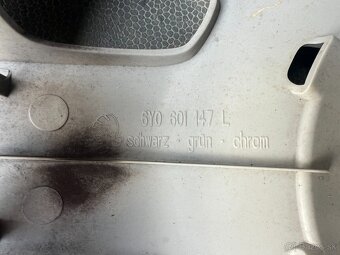 6Y0 601 147 L
schwarz · grün · chrom